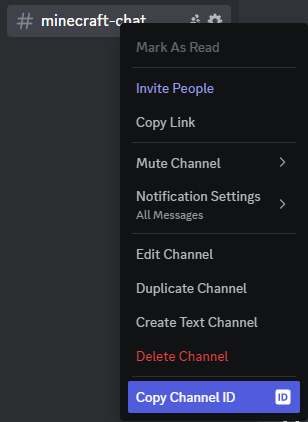 # minecraft-chat
Mark As Read
Invite People
Copy Link
Mute Channel
Notification Settings
All Messages
Edit Channel
Duplicate Channel
Create Text Channel
Delete Channel
Copy Channel ID ID